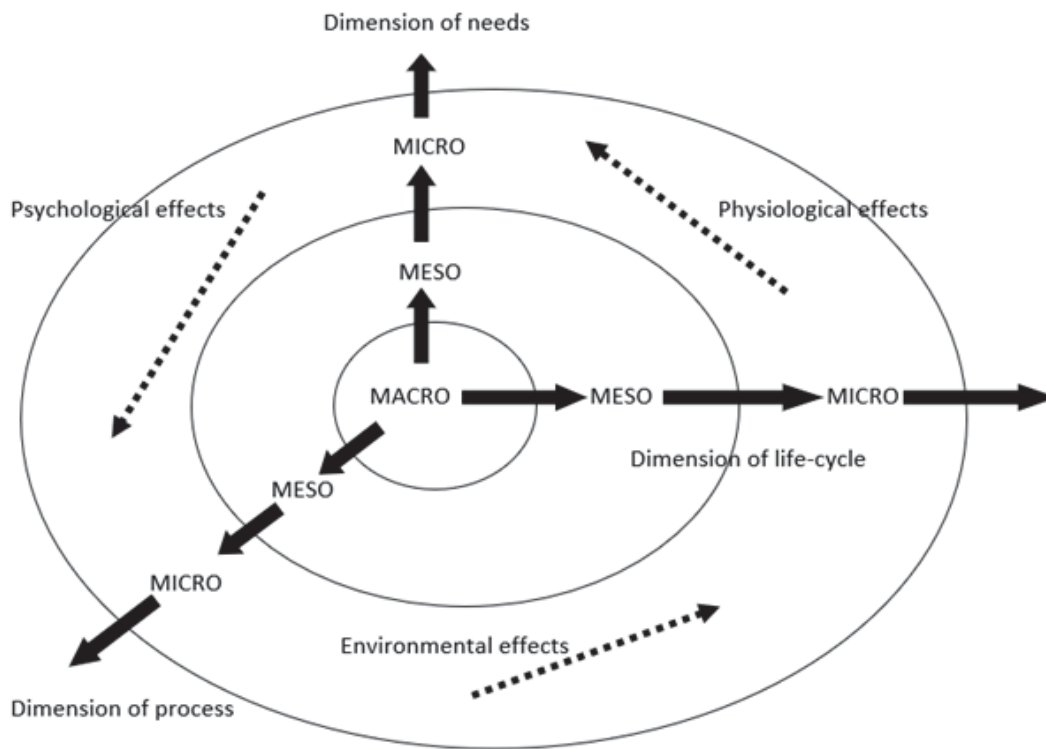 Dimension of needs
MICRO
Psychological effects
Physiological effects
MESO
MACRO
MESO
MICRO
Dimension of life-cycle
MESO
MICRO
Environmental effects
Dimension of process